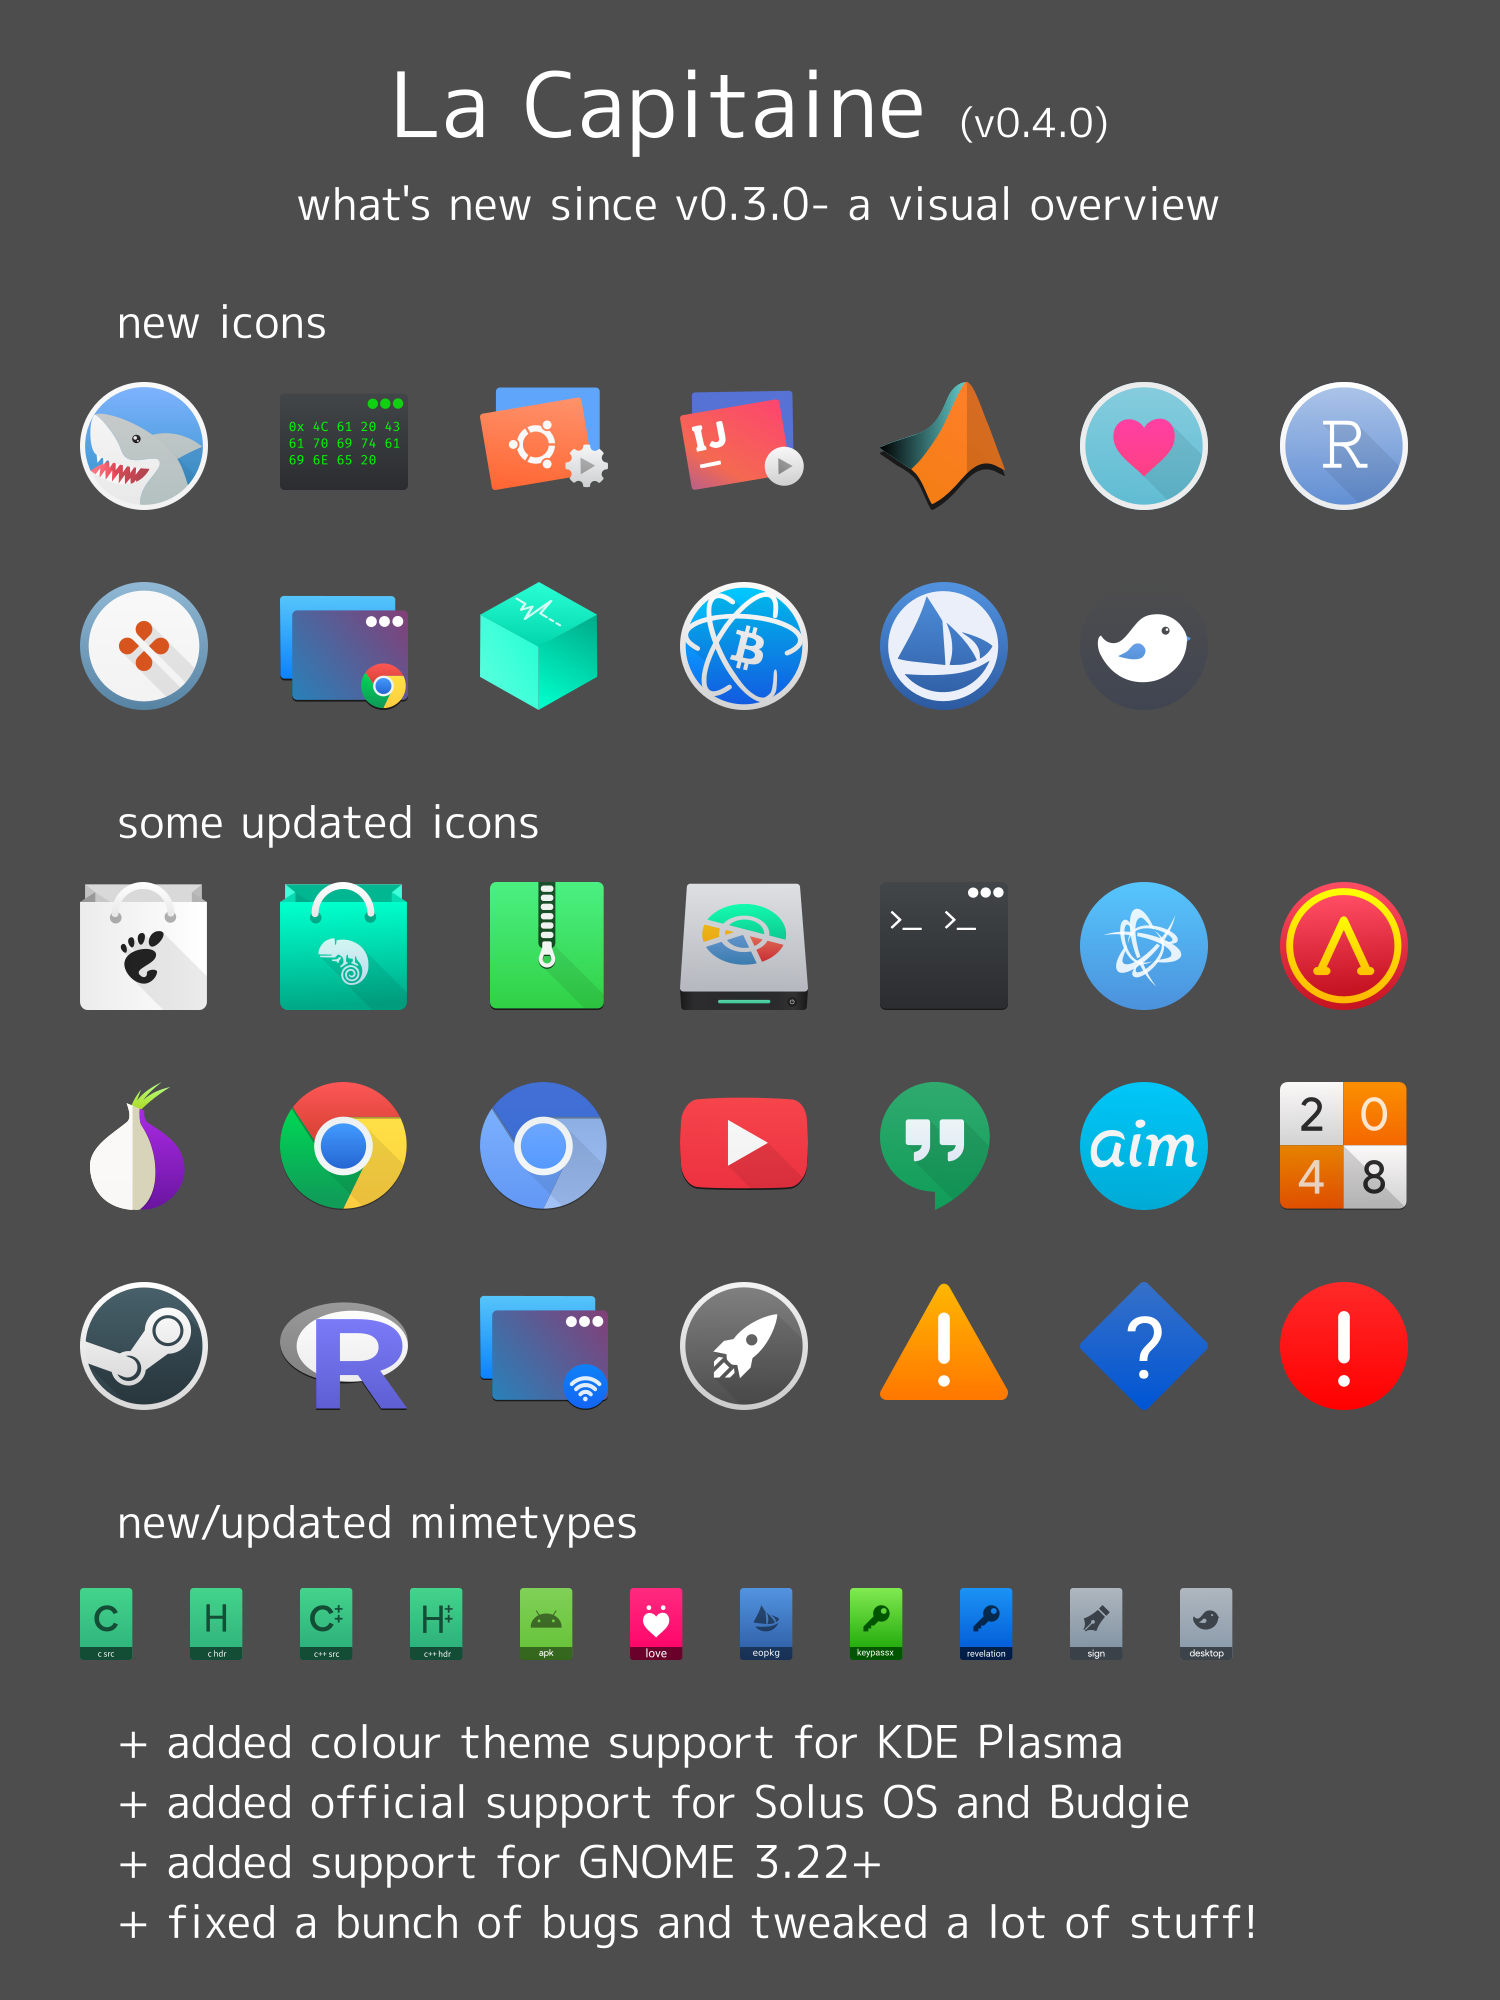 La Capitaine (v0.4.0)
what's new since v0.3.0- a visual overview
new icons
0x 4C 61 20 43
61 70 69 74 61
69 6E 65 20
IJ
R
some updated icons
>_ >_
aim
2 0
4 8
R
! ? !
new/updated mimetypes
C H C++ H++
c src c hdr c++ src c++ hdr apk love eopkg keypassx revelation sign desktop
+ added colour theme support for KDE Plasma
+ added official support for Solus OS and Budgie
+ added support for GNOME 3.22+
+ fixed a bunch of bugs and tweaked a lot of stuff!